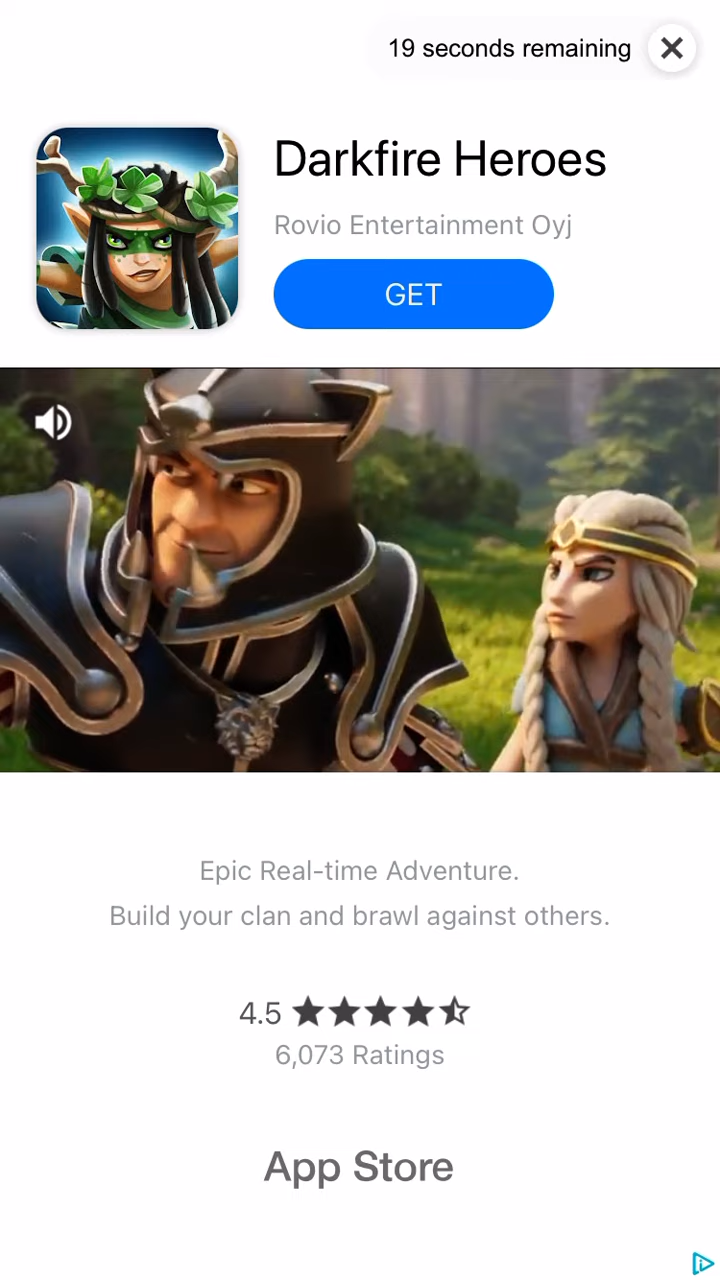 19 seconds remaining
Darkfire Heroes
Rovio Entertainment Oyj
GET
Epic Real-time Adventure.
Build your clan and brawl against others.
4.5
6,073 Ratings
App Store